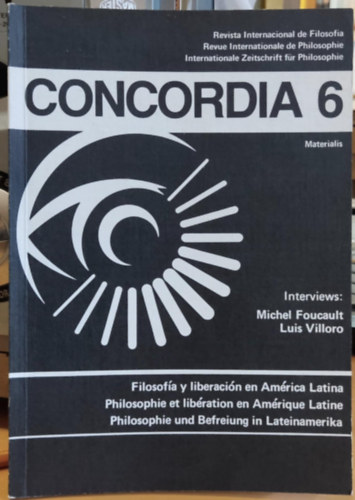 Revista Internacional de Filosofia
Revue Internationale de Philosophie
Internationale Zeitschrift für Philosophie
CONCORDIA 6
Materialis
Interviews:
Michel Foucault
Luis Villoro
Filosofía y liberación en América Latina
Philosophie et libération en Amérique Latine
Philosophie und Befreiung in Lateinamerika